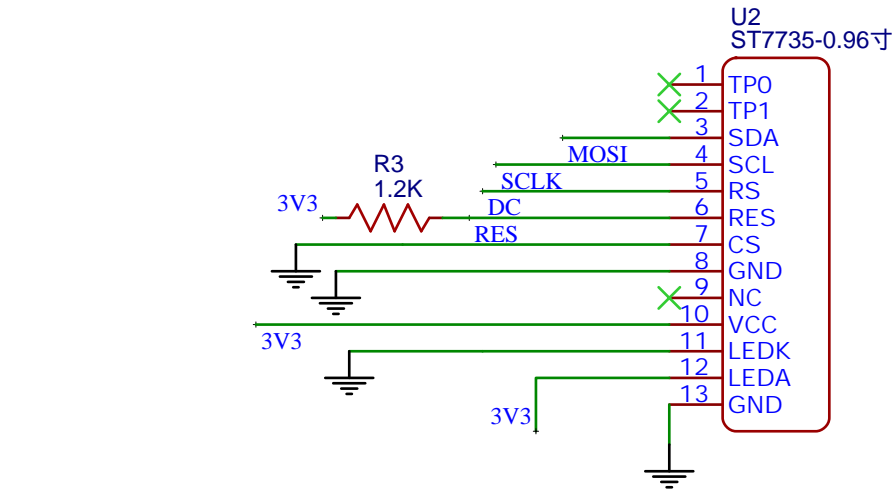 U2
ST7735-0.96寸
1 TP0
2 TP1
3 SDA
MOSI
4 SCL
R3
1.2K
SCLK
5 RS
3V3
DC
6 RES
RES
7 CS
8 GND
9 NC
10 VCC
3V3
11 LEDK
12 LEDA
3V3
13 GND